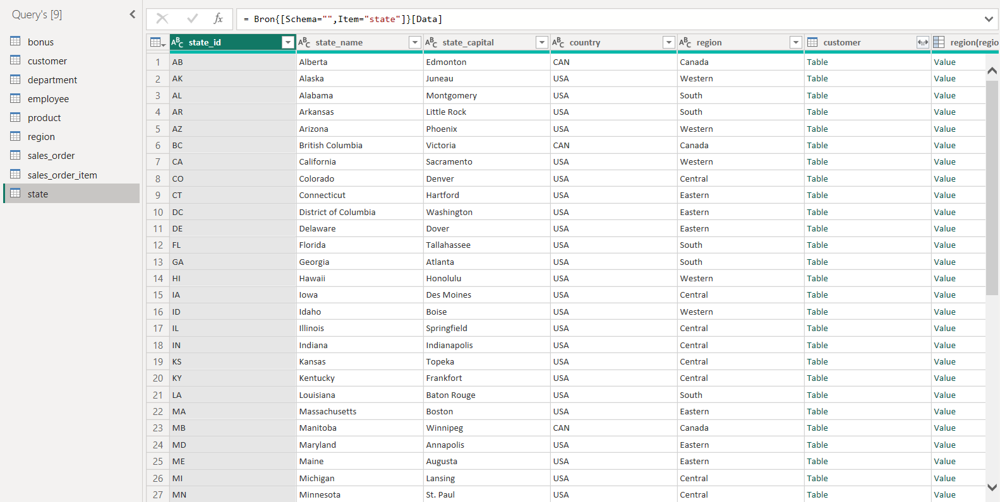 Query's [9]
bonus
customer
department
employee
product
region
sales_order
sales_order_item
state
fx = Bron{[Schema="",Item="state"]}[Data]
ABC state_id ABC state_name ABC state_capital ABC country ABC region customer region(regio
1 AB Alberta Edmonton CAN Canada Table Value
2 AK Alaska Juneau USA Western Table Value
3 AL Alabama Montgomery USA South Table Value
4 AR Arkansas Little Rock USA South Table Value
5 AZ Arizona Phoenix USA Western Table Value
6 BC British Columbia Victoria CAN Canada Table Value
7 CA California Sacramento USA Western Table Value
8 CO Colorado Denver USA Central Table Value
9 CT Connecticut Hartford USA Eastern Table Value
10 DC District of Columbia Washington USA Eastern Table Value
11 DE Delaware Dover USA Eastern Table Value
12 FL Florida Tallahassee USA South Table Value
13 GA Georgia Atlanta USA South Table Value
14 HI Hawaii Honolulu USA Western Table Value
15 IA Iowa Des Moines USA Central Table Value
16 ID Idaho Boise USA Western Table Value
17 IL Illinois Springfield USA Central Table Value
18 IN Indiana Indianapolis USA Central Table Value
19 KS Kansas Topeka USA Central Table Value
20 KY Kentucky Frankfort USA Central Table Value
21 LA Louisiana Baton Rouge USA South Table Value
22 MA Massachusetts Boston USA Eastern Table Value
23 MB Manitoba Winnipeg CAN Canada Table Value
24 MD Maryland Annapolis USA Eastern Table Value
25 ME Maine Augusta USA Eastern Table Value
26 MI Michigan Lansing USA Central Table Value
27 MN Minnesota St. Paul USA Central Table Value